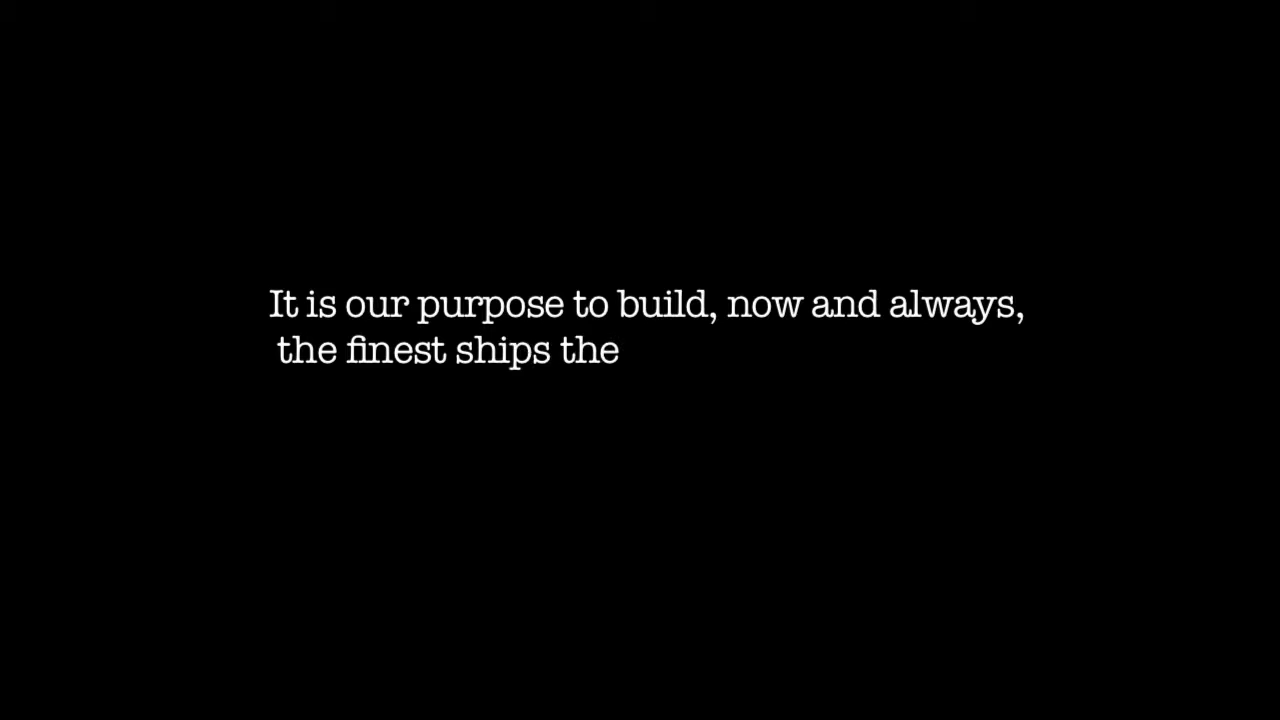 It is our purpose to build, now and always,
the finest ships the